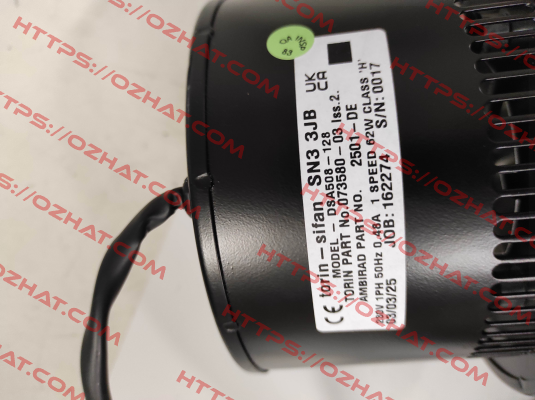 torin-sifan SN3 3JB
MODEL - DSA508-128
TORIN PART No.073580-03 Iss.2.
AMBIRAD PART NO. 2501-DE
230V 1PH 50Hz 0.48A 1 SPEED 62W CLASS 'H'
03/03/25 JOB: 162274 S/N: 0017
CE
UK
CA
HTTPS://OZHAT.COM